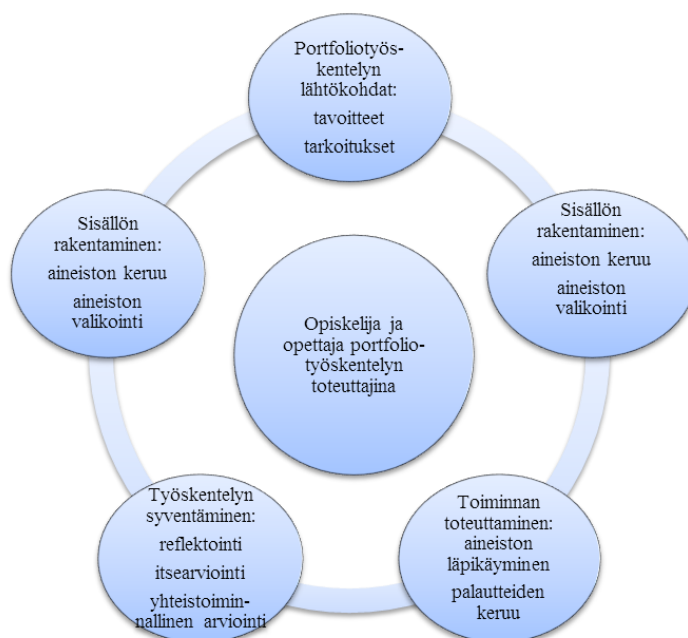 Portfoliotyös-
kentelyn
lähtökohdat:
tavoitteet
tarkoitukset
Sisällön
rakentaminen:
aineiston keruu
aineiston
valikointi
Sisällön
rakentaminen:
aineiston keruu
aineiston
valikointi
Opiskelija ja
opettaja portfolio-
työskentelyn
toteuttajina
Työskentelyn
syventäminen:
reflektointi
itsearviointi
yhteistoimin-
nallinen arviointi
Toiminnan
toteuttaminen:
aineiston
läpikäyminen
palautteiden
keruu